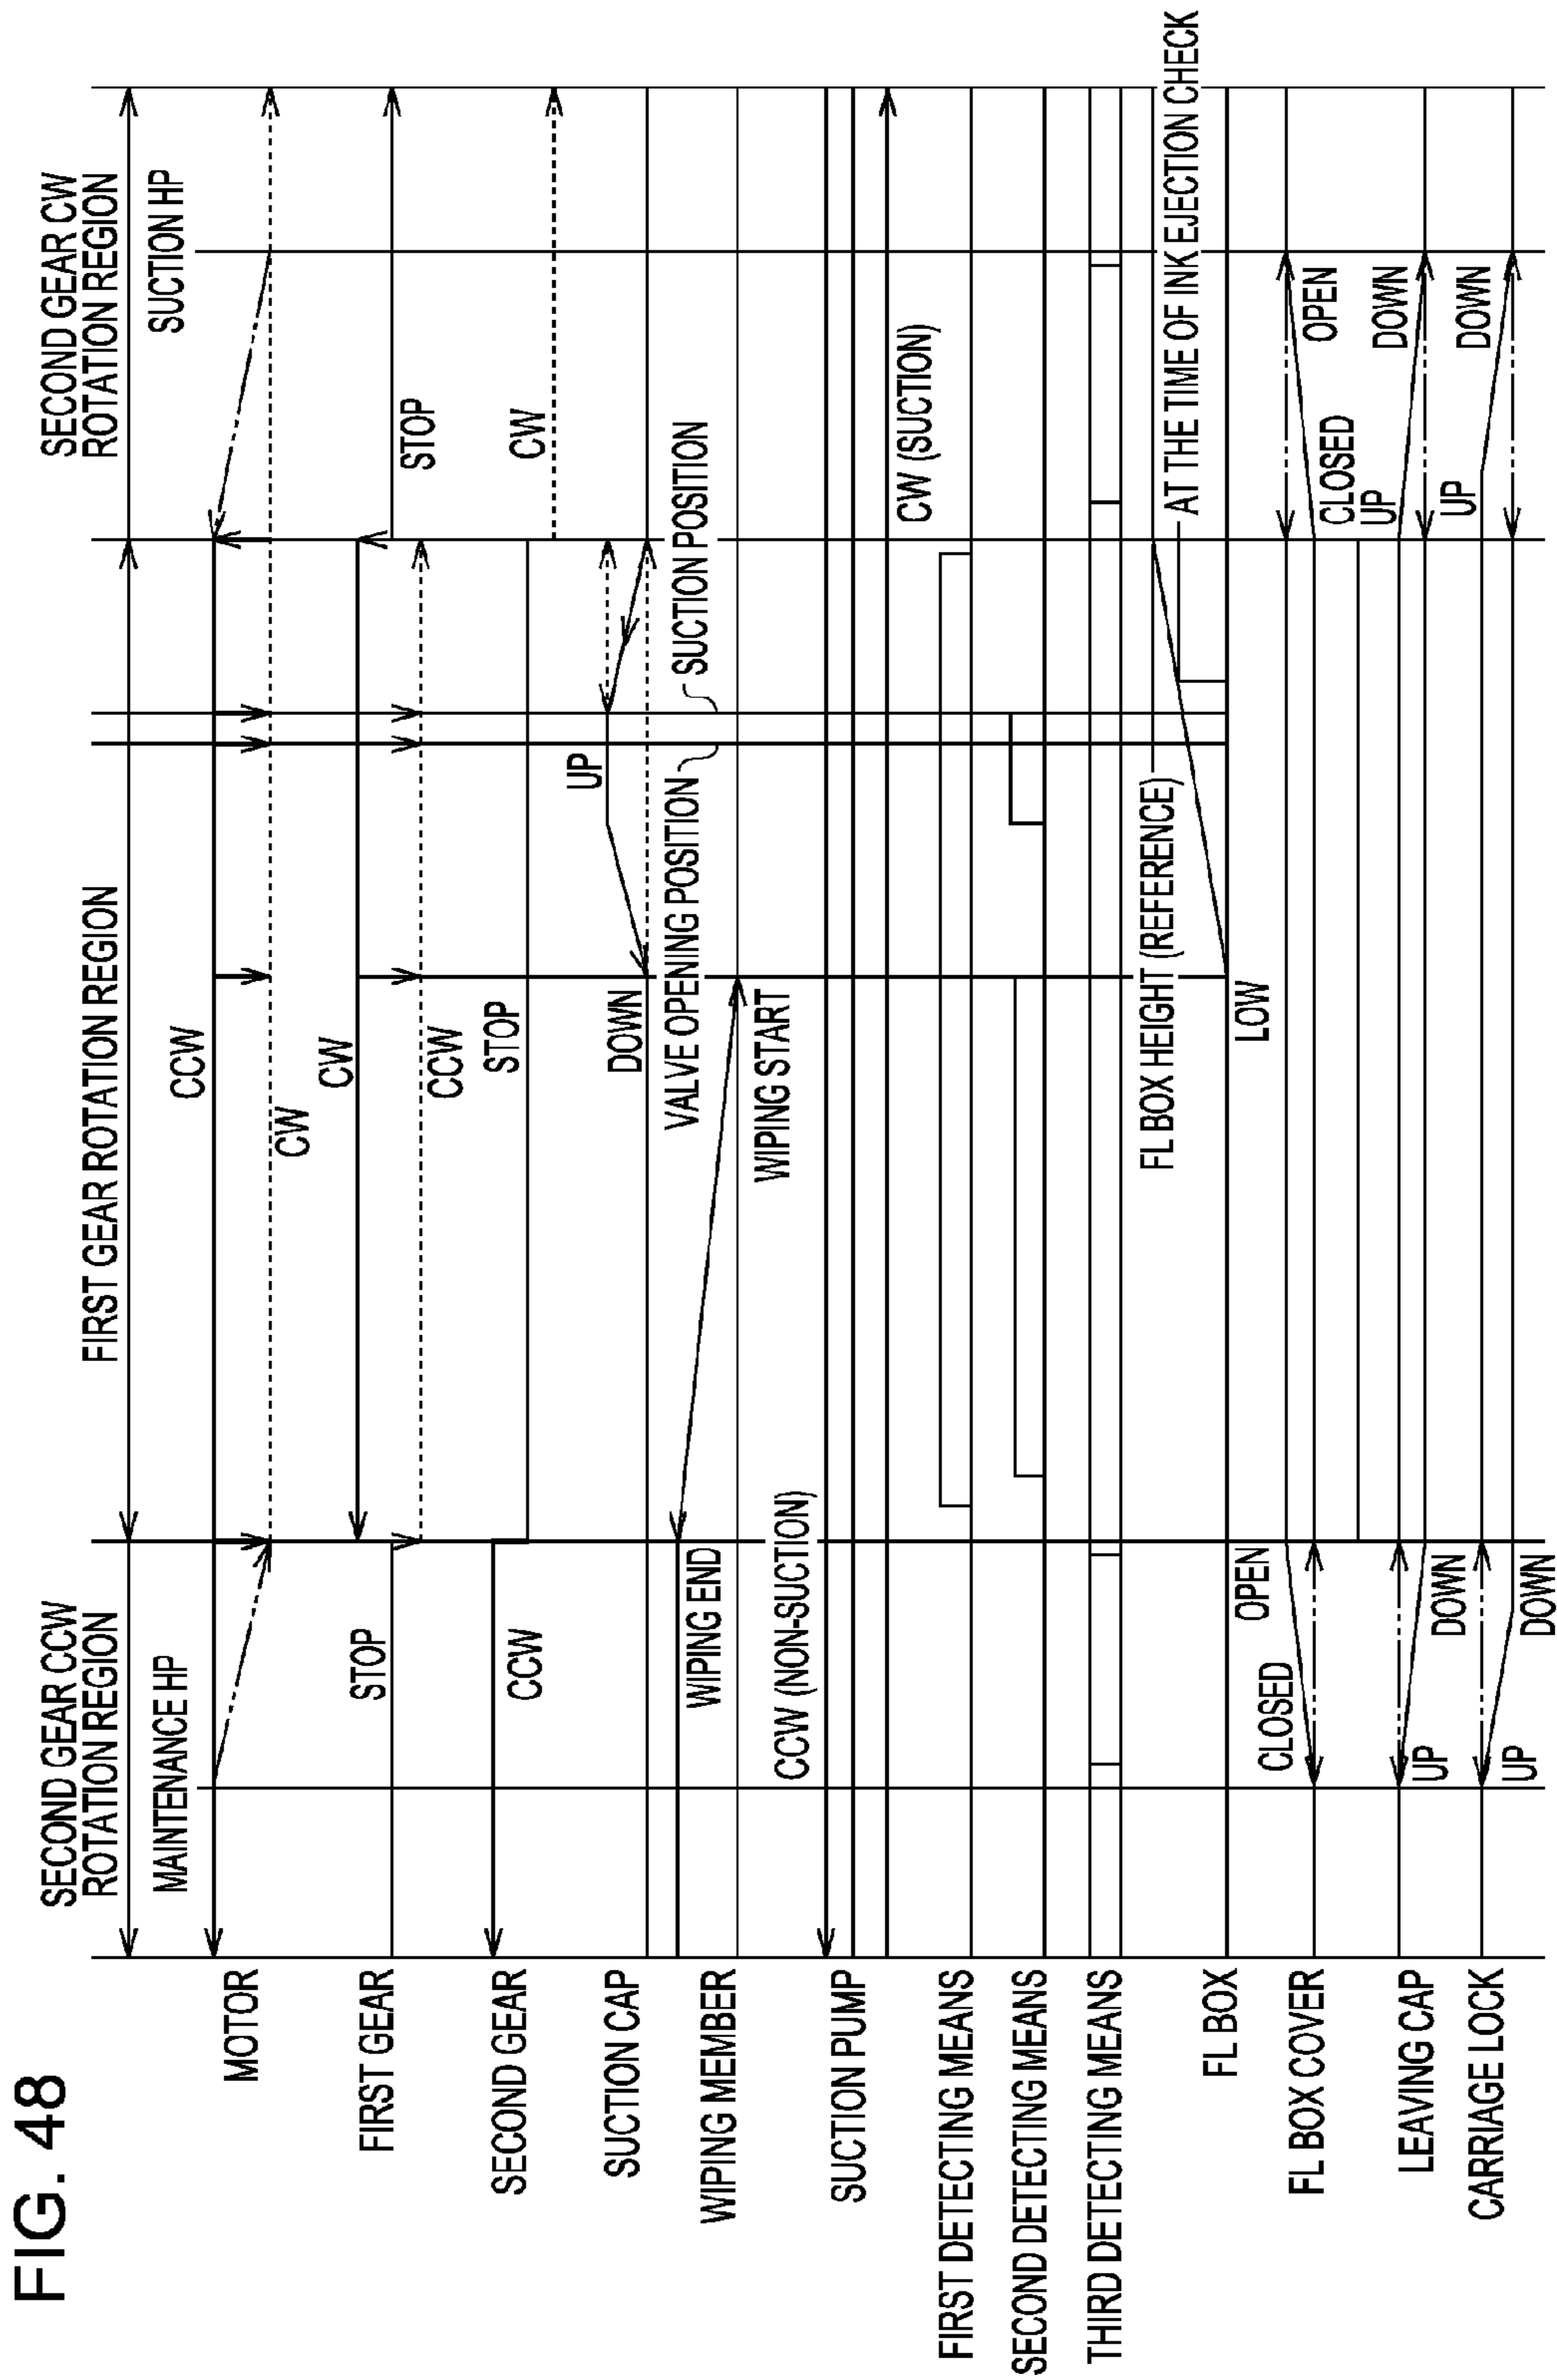 FIG. 48
SECOND GEAR CCW
ROTATION REGION
FIRST GEAR ROTATION REGION
SECOND GEAR CW
ROTATION REGION
MAINTENANCE HP
SUCTION HP
MOTOR
CCW
CW
FIRST GEAR
STOP
CW
CCW
STOP
SECOND GEAR
CCW
STOP
CW
SUCTION CAP
DOWN
UP
VALVE OPENING POSITION
SUCTION POSITION
WIPING MEMBER
WIPING END
WIPING START
SUCTION PUMP
CCW (NON-SUCTION)
CW (SUCTION)
FIRST DETECTING MEANS
SECOND DETECTING MEANS
THIRD DETECTING MEANS
FL BOX HEIGHT (REFERENCE)
AT THE TIME OF INK EJECTION CHECK
FL BOX
LOW
FL BOX COVER
CLOSED
OPEN
CLOSED
OPEN
LEAVING CAP
UP
DOWN
UP
DOWN
CARRIAGE LOCK
UP
DOWN
UP
DOWN